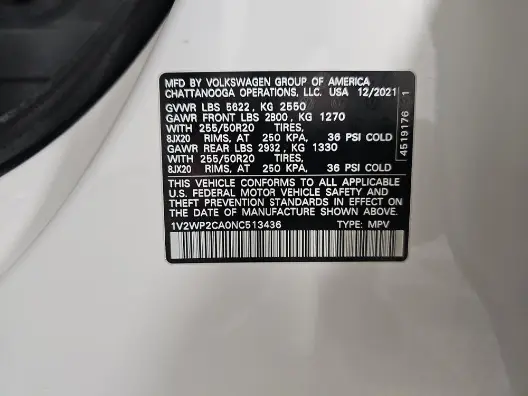 MFD BY VOLKSWAGEN GROUP OF AMERICA
CHATTANOOGA OPERATIONS, LLC. USA 12/2021
GVWR LBS 5622, KG 2550
GAWR FRONT LBS 2800, KG 1270
WITH 255/50R20 TIRES,
8JX20 RIMS, AT 250 KPA, 36 PSI COLD
GAWR REAR LBS 2932, KG 1330
WITH 255/50R20 TIRES,
8JX20 RIMS, AT 250 KPA, 36 PSI COLD
THIS VEHICLE CONFORMS TO ALL APPLICABLE
U.S. FEDERAL MOTOR VEHICLE SAFETY AND
THEFT PREVENTION STANDARDS IN EFFECT ON THE
DATE OF MANUFACTURE SHOWN ABOVE.
1V2WP2CA0NC513436 TYPE: MPV
4519176 1